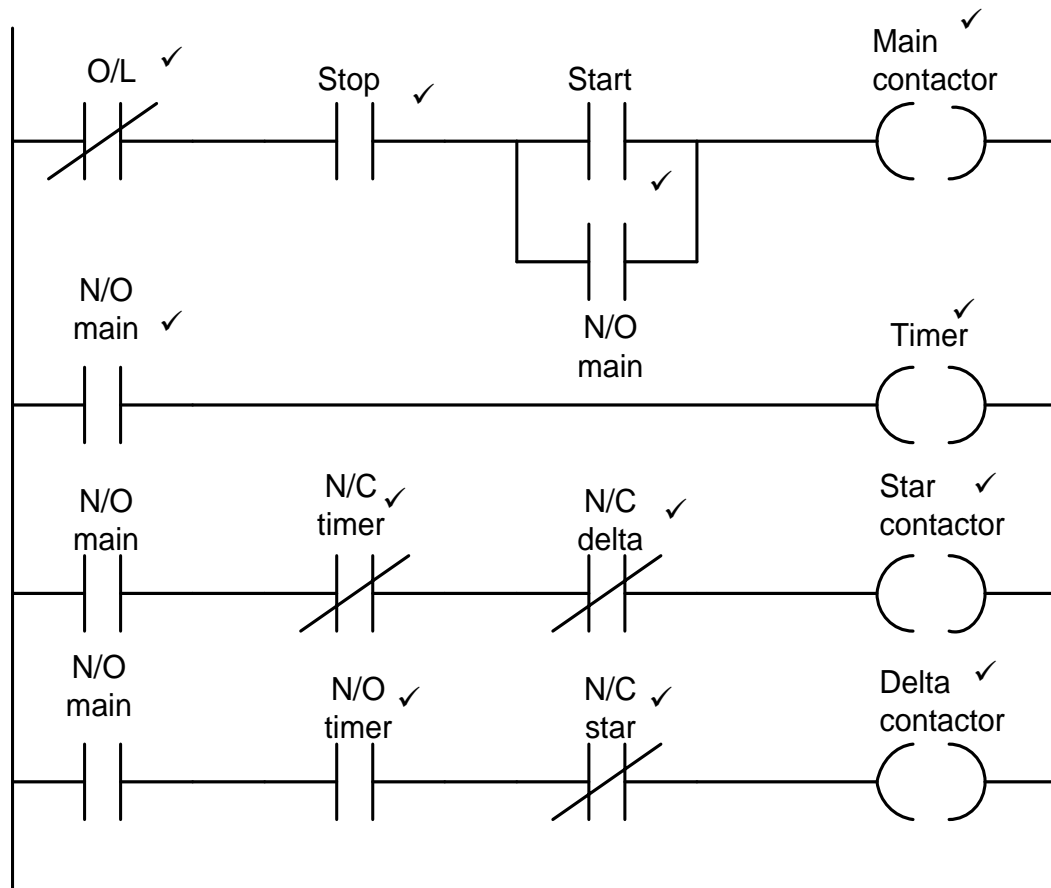 O/L ✓
Stop ✓
Start ✓
Main ✓
contactor
N/O
main ✓
N/O
main
Timer ✓
N/O
main
N/C
timer ✓
N/C
delta ✓
Star ✓
contactor
N/O
main
N/O
timer ✓
N/C
star ✓
Delta ✓
contactor